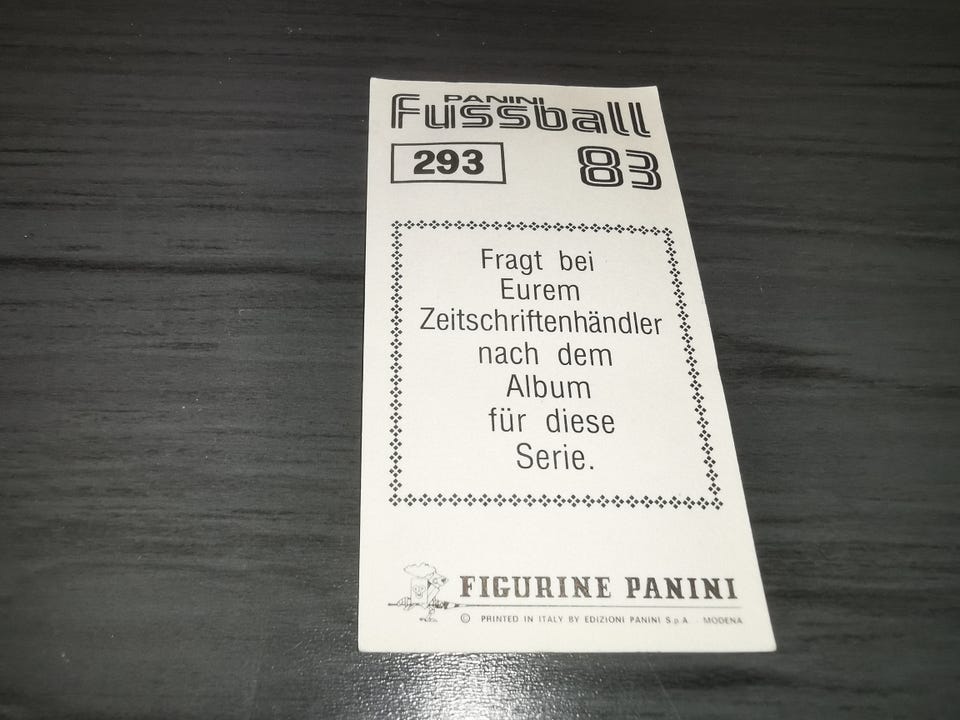 PANINI
Fussball
293 83
Fragt bei
Eurem
Zeitschriftenhändler
nach dem
Album
für diese
Serie.
FIGURINE PANINI
© PRINTED IN ITALY BY EDIZIONI PANINI S.p.A. - MODENA